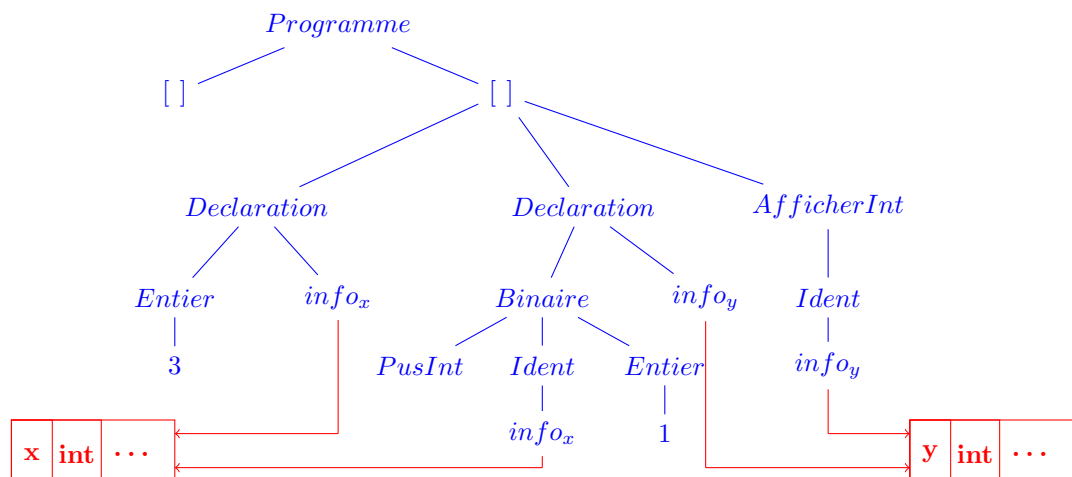 Programme
[ ] [ ]
Declaration Declaration AfficherInt
Entier info_x Binaire info_y Ident
3 PusInt Ident Entier info_y
info_x 1
x int ... y int ...